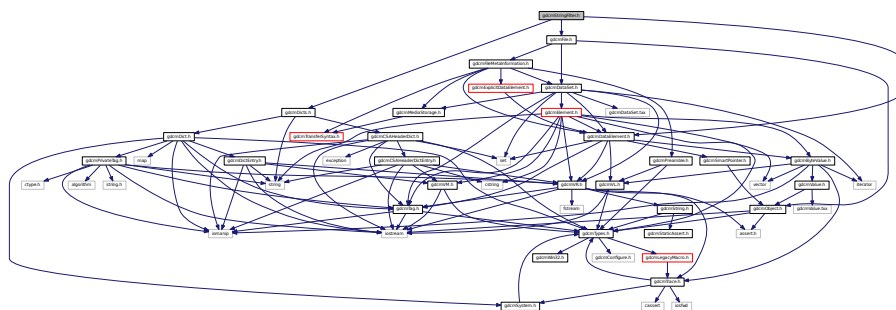 gdcmStringFilter.h
gdcmFile.h
gdcmFileMetaInformation.h
gdcmExplicitDataElement.h
gdcmDataSet.h
gdcmDicts.h
gdcmMediaStorage.h
gdcmElement.h
gdcmDataSet.txx
gdcmDict.h
gdcmTransferSyntax.h
gdcmCSAHeaderDict.h
gdcmDataElement.h
gdcmPrivateTag.h
map
gdcmDictEntry.h
exception
gdcmCSAHeaderDictEntry.h
set
gdcmPreamble.h
gdcmSmartPointer.h
gdcmByteValue.h
ctype.h
algorithm
string.h
string
gdcmVM.h
cstring
gdcmVR.h
gdcmVL.h
vector
gdcmValue.h
iterator
gdcmTag.h
fstream
gdcmString.h
gdcmObject.h
gdcmValue.txx
iomanip
iostream
gdcmTypes.h
gdcmStaticAssert.h
assert.h
gdcmWin32.h
gdcmConfigure.h
gdcmLegacyMacro.h
gdcmTrace.h
gdcmSystem.h
cassert
iosfwd